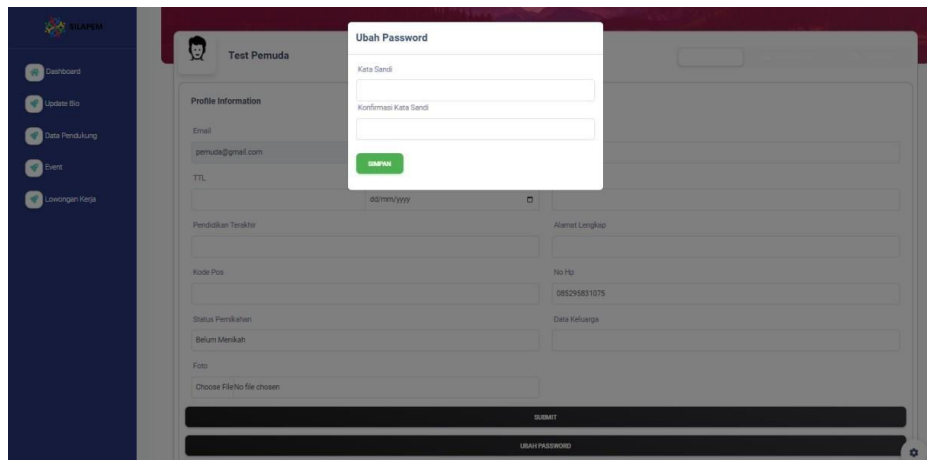 SILAPEM
Dashboard
Update Bio
Data Pendukung
Event
Lowongan Kerja
Test Pemuda
Ubah Password
Kata Sandi
Konfirmasi Kata Sandi
SIMPAN
Profile Information
Email
pemuda@gmail.com
TTL
dd/mm/yyyy
Pendidikan Terakhir
Alamat Lengkap
Kode Pos
No Hp
085295831075
Status Pernikahan
Data Keluarga
Belum Menikah
Foto
Choose File No file chosen
SUBMIT
UBAH PASSWORD